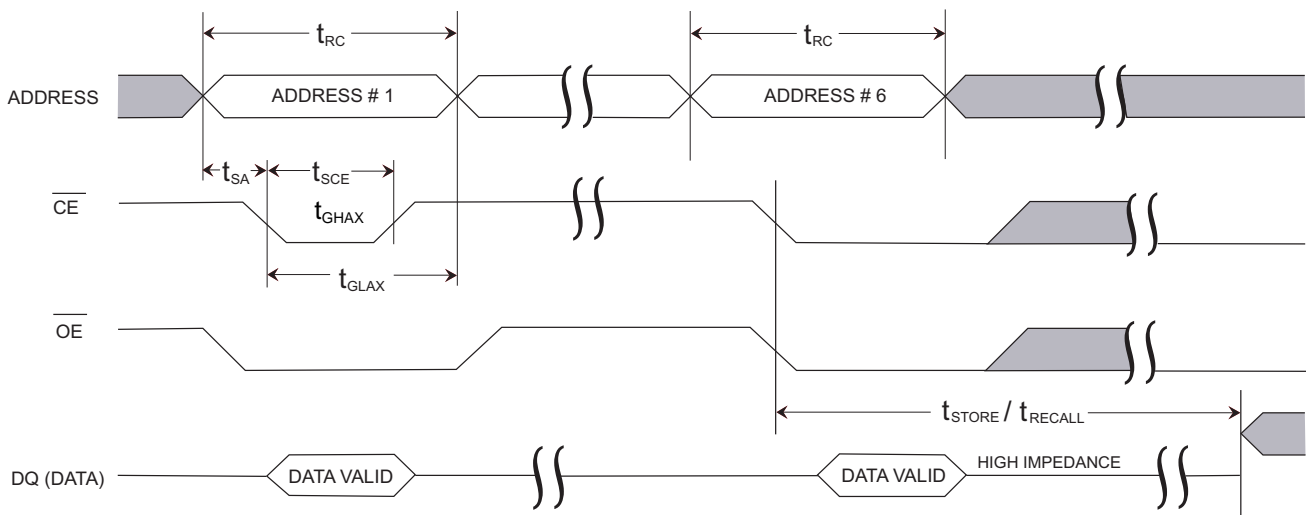 tRC
tRC
ADDRESS
ADDRESS # 1
ADDRESS # 6
tSA
tSCE
CE
tGHAX
tGLAX
OE
tSTORE / tRECALL
DQ (DATA)
DATA VALID
DATA VALID
HIGH IMPEDANCE